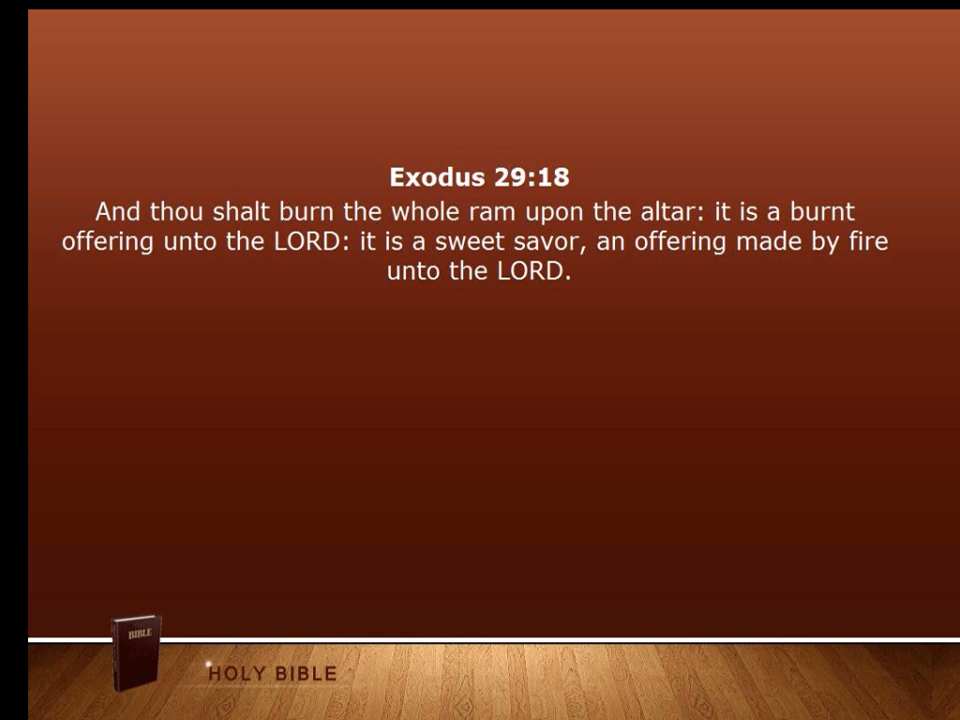 Exodus 29:18
And thou shalt burn the whole ram upon the altar: it is a burnt
offering unto the LORD: it is a sweet savor, an offering made by fire
unto the LORD.
BIBLE
HOLY BIBLE